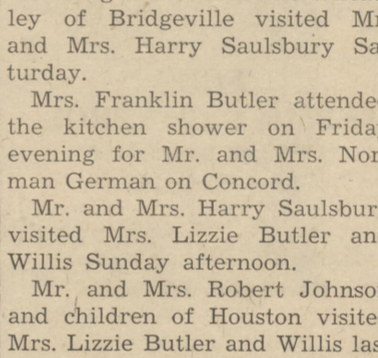 ley of Bridgeville visited Mr
and Mrs. Harry Saulsbury Sa
turday.
Mrs. Franklin Butler attende
the kitchen shower on Frida
evening for Mr. and Mrs. Nor
man German on Concord.
Mr. and Mrs. Harry Saulsbur
visited Mrs. Lizzie Butler an
Willis Sunday afternoon.
Mr. and Mrs. Robert Johnso
and children of Houston visite
Mrs. Lizzie Butler and Willis las